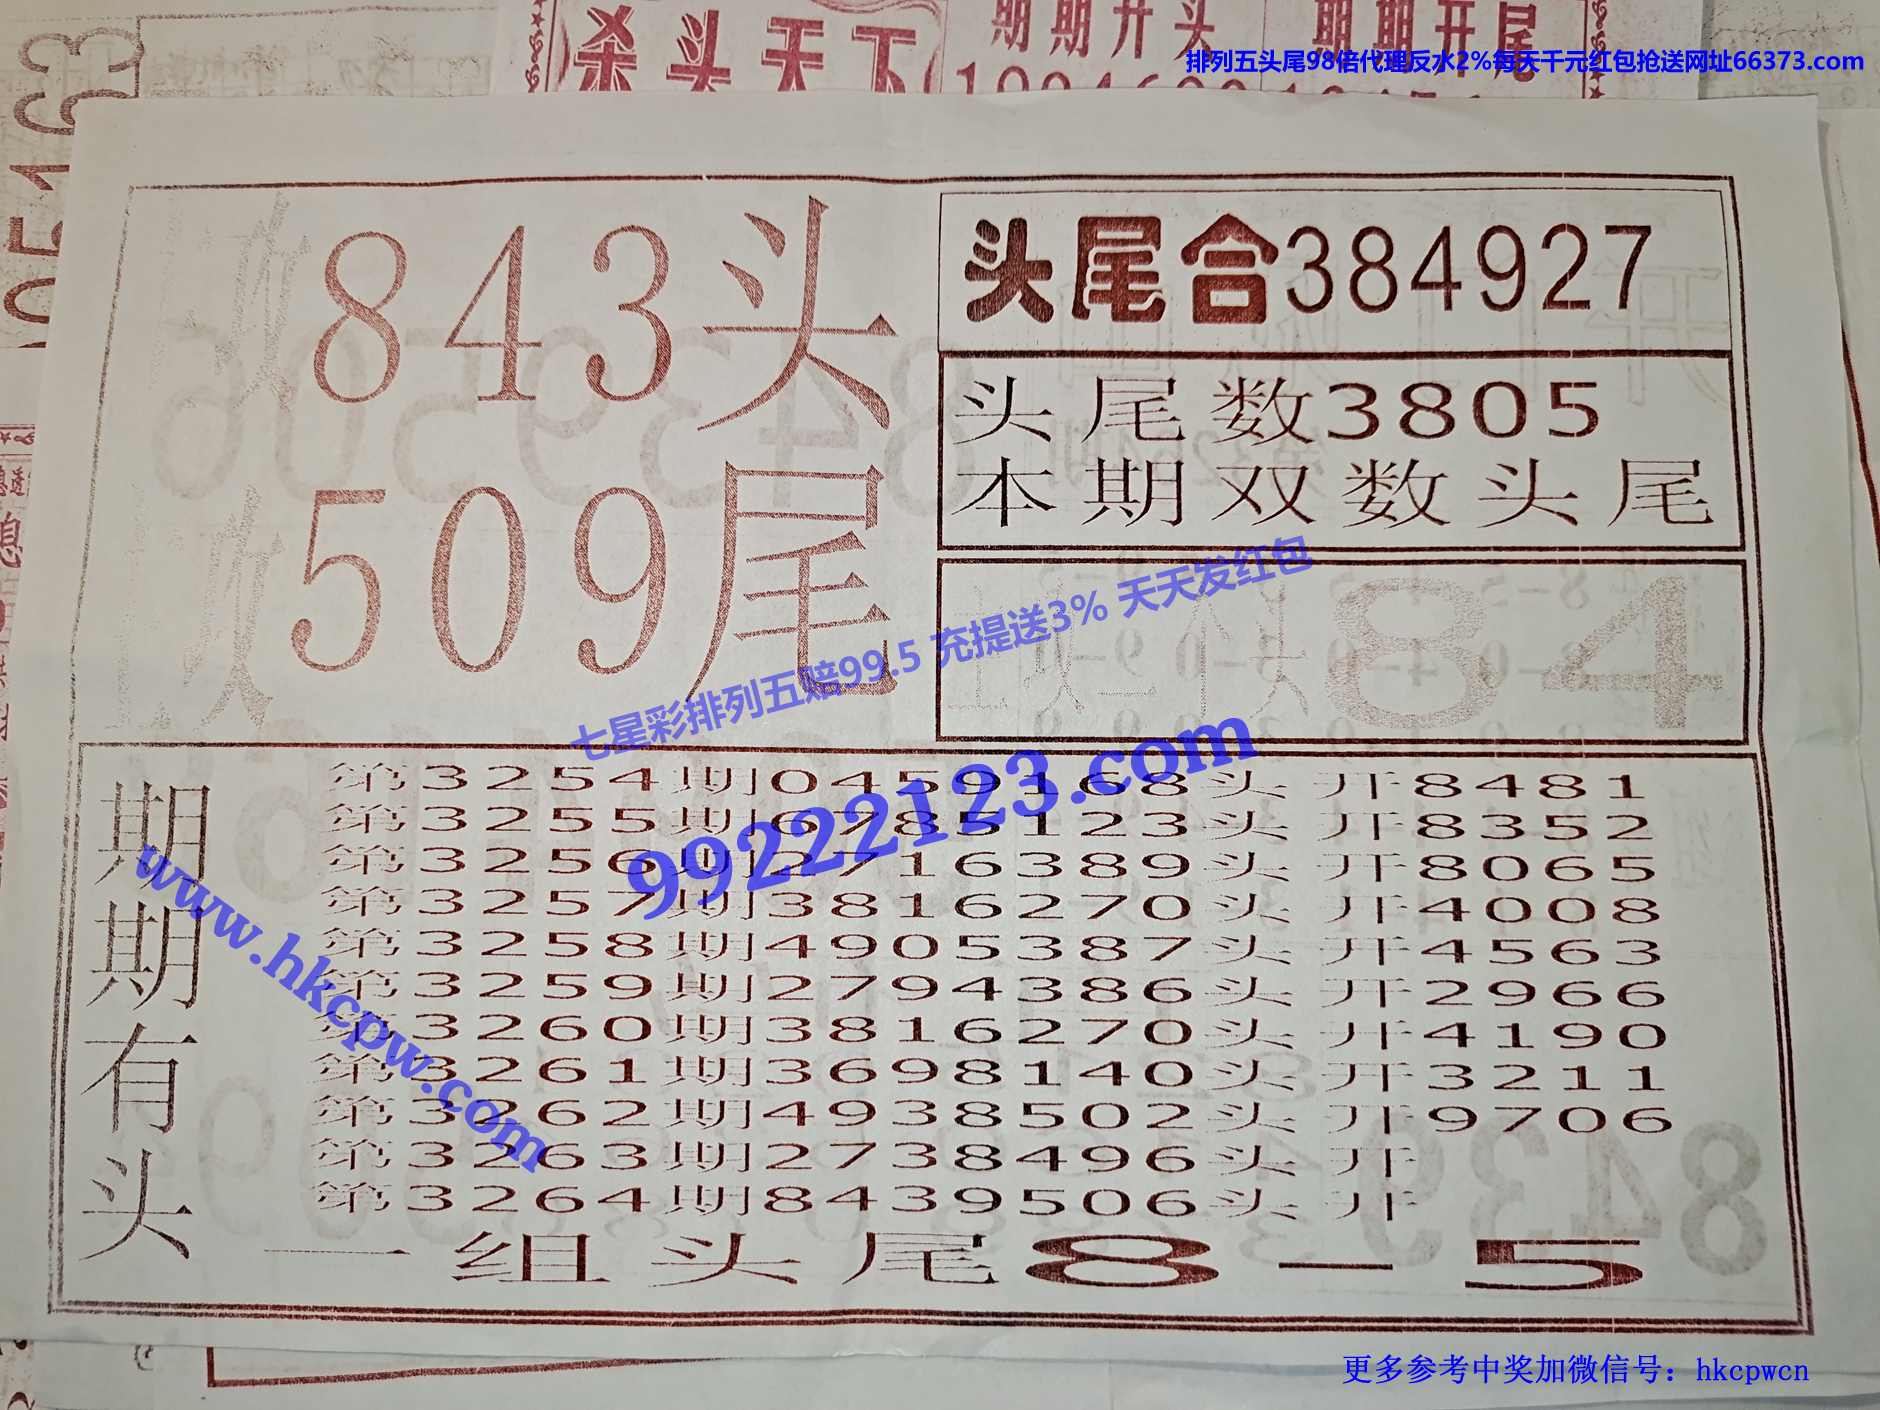 杀头天下
期期开头
期期开尾
排列五头尾98倍代理反水2%每天千元红包抢送网址66373.com
843头
509尾
头尾合384927
头尾数3805
本期双数头尾
主攻一个头8 4
七星彩排列五赔99.5 充提送3% 天天发红包
99222123.com
www.hkcpw.com
期期有头
第3254期0459168头 开8481
第3255期6785123头 开8352
第3256期2716389头 开8065
第3257期3816270头 开4008
第3258期4905387头 开4563
第3259期2794386头 开2966
第3260期3816270头 开4190
第3261期3698140头 开3211
第3262期4938502头 开9706
第3263期2738496头 开
第3264期8439506头 开
一组头尾8—5
更多参考中奖加微信号：hkcpwcn